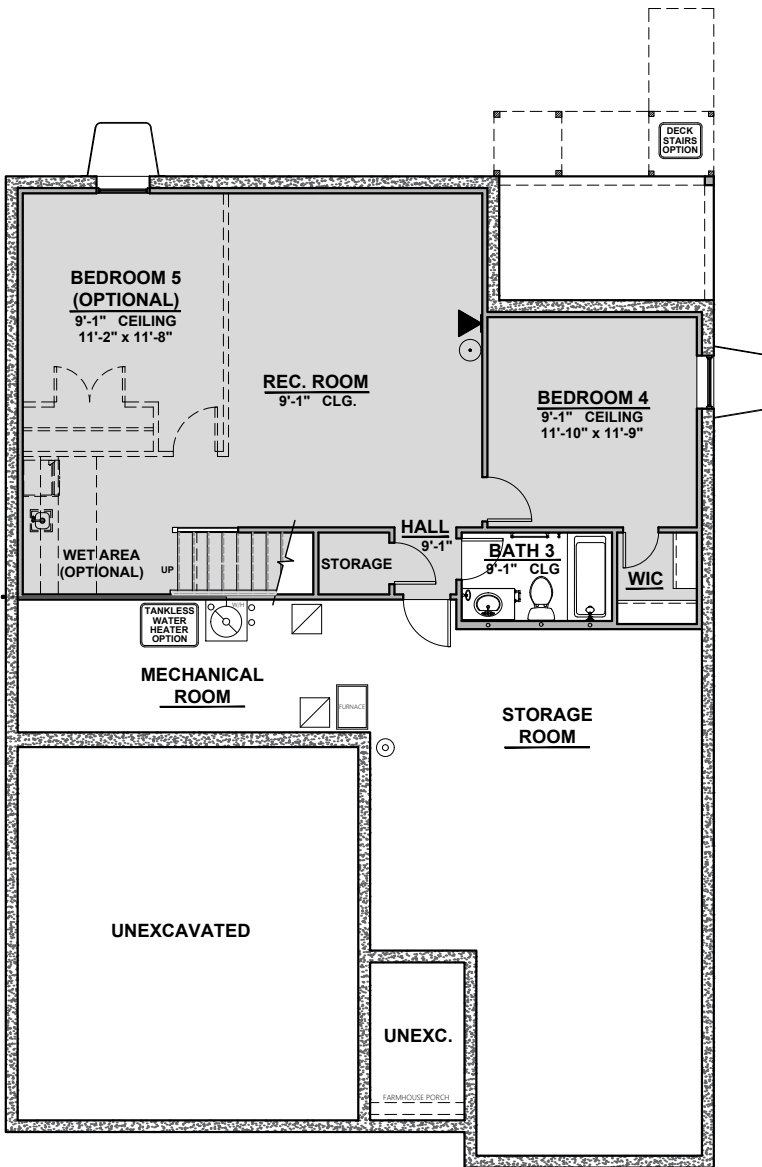 DECK
STAIRS
OPTION
BEDROOM 5
(OPTIONAL)
9'-1" CEILING
11'-2" x 11'-8"
REC. ROOM
9'-1" CLG.
BEDROOM 4
9'-1" CEILING
11'-10" x 11'-9"
HALL
9'-1"
BATH 3
9'-1" CLG
STORAGE
WET AREA
(OPTIONAL)
UP
WIC
TANKLESS
WATER
HEATER
OPTION
W/H
MECHANICAL
ROOM
FURNACE
STORAGE
ROOM
UNEXCAVATED
UNEXC.
FARMHOUSE PORCH